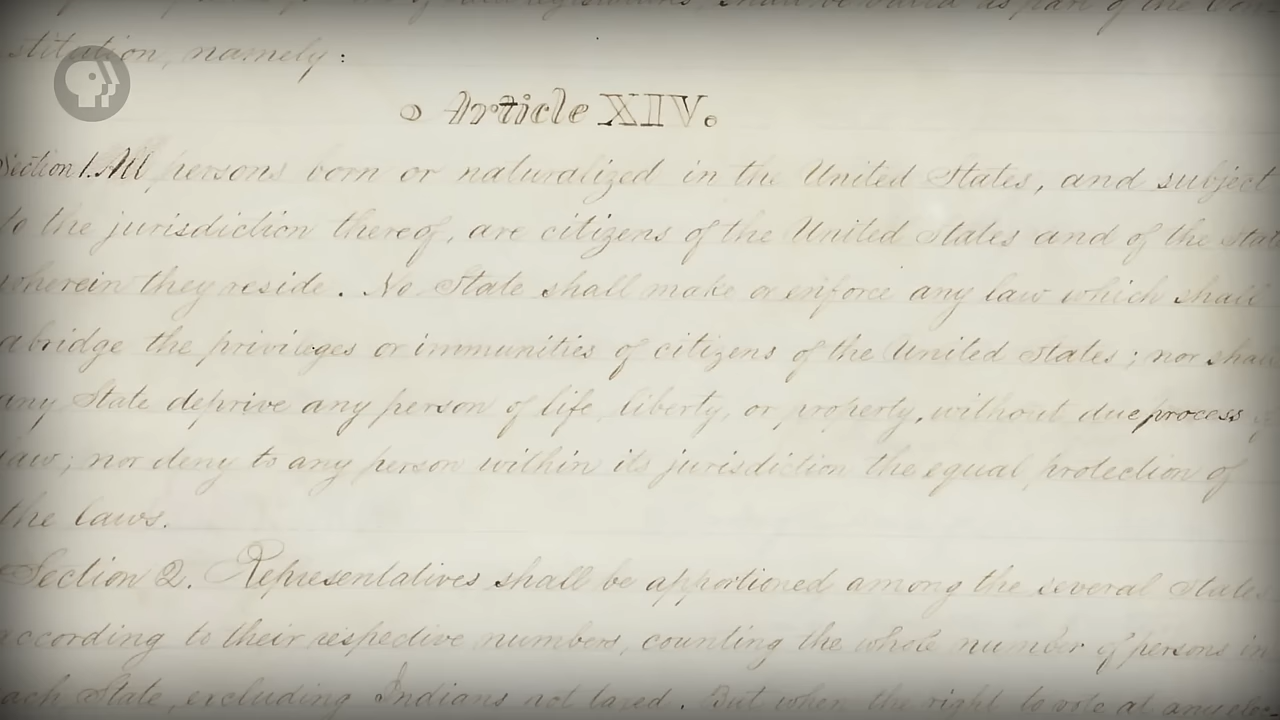 stitution, namely:
Article XIV.
Section 1. All persons born or naturalized in the United States, and subject
to the jurisdiction thereof, are citizens of the United States and of the Stat
wherein they reside. No State shall make or enforce any law which shall
abridge the privileges or immunities of citizens of the United States; nor shall
any State deprive any person of life, liberty, or property, without due process of
law; nor deny to any person within its jurisdiction the equal protection of
the laws.
Section 2. Representatives shall be apportioned among the several States
according to their respective numbers, counting the whole number of persons in
each State, excluding Indians not taxed. But when the right to vote at any elec-